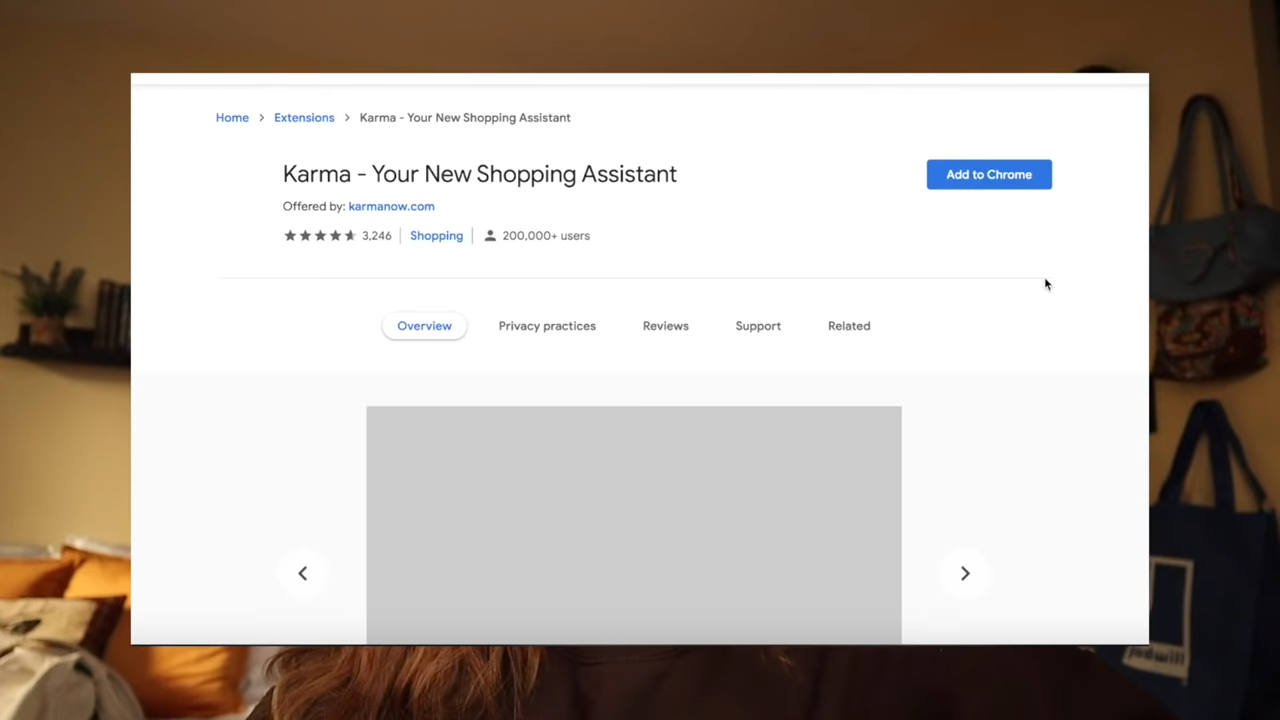 Home > Extensions > Karma - Your New Shopping Assistant
Karma - Your New Shopping Assistant
Add to Chrome
Offered by: karmanow.com
3,246 | Shopping | 200,000+ users
Overview
Privacy practices
Reviews
Support
Related